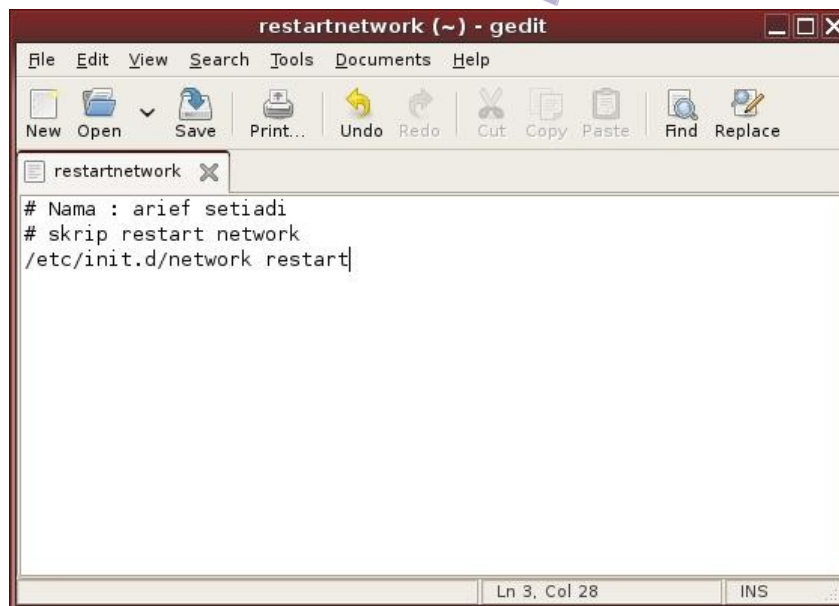 restartnetwork (~) - gedit
File Edit View Search Tools Documents Help
New Open Save Print... Undo Redo Cut Copy Paste Find Replace
restartnetwork
# Nama : arief setiadi
# skrip restart network
/etc/init.d/network restart
Ln 3, Col 28 INS